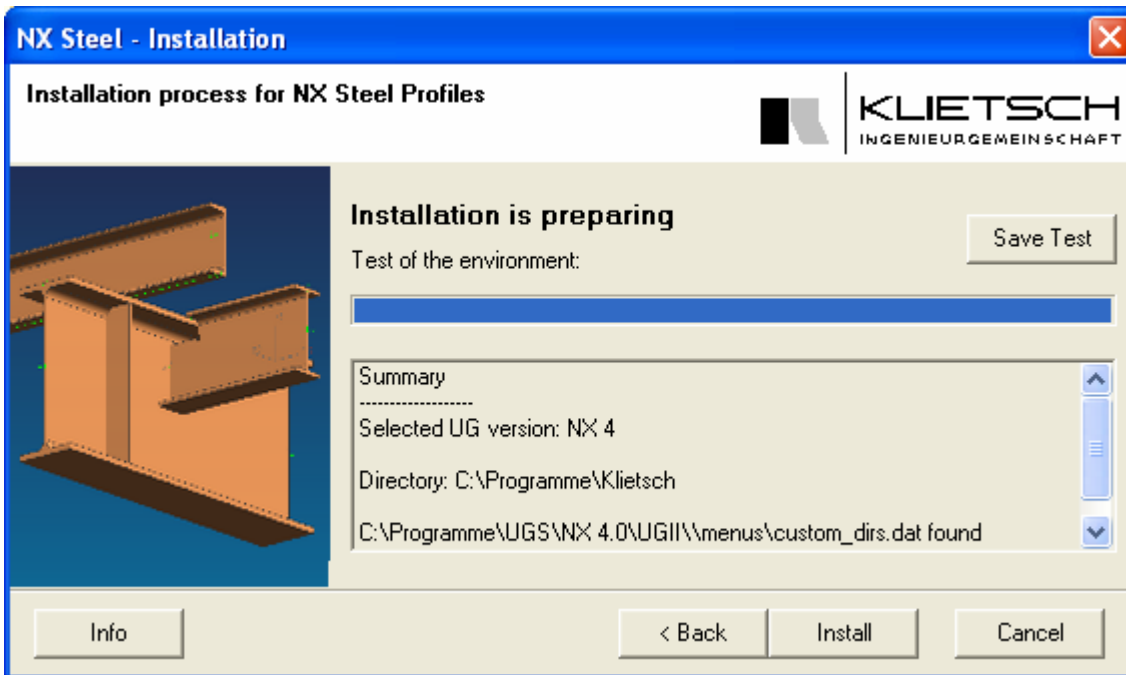 NX Steel - Installation
Installation process for NX Steel Profiles
KLIETSCH
INGENIEURGEMEINSCHAFT
Installation is preparing
Save Test
Test of the environment:
Summary
------------------
Selected UG version: NX 4
Directory: C:\Programme\Klietsch
C:\Programme\UGS\NX 4.0\UGII\\menus\custom_dirs.dat found
Info
< Back
Install
Cancel